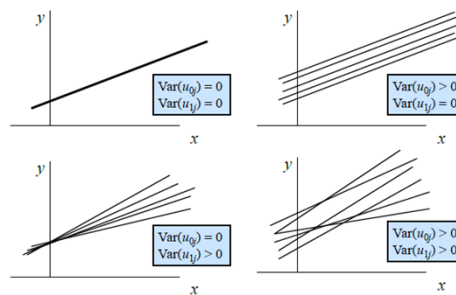 y
Var(u0j) = 0
Var(u1j) = 0
x
y
Var(u0j) > 0
Var(u1j) = 0
x
y
Var(u0j) = 0
Var(u1j) > 0
x
y
Var(u0j) > 0
Var(u1j) > 0
x